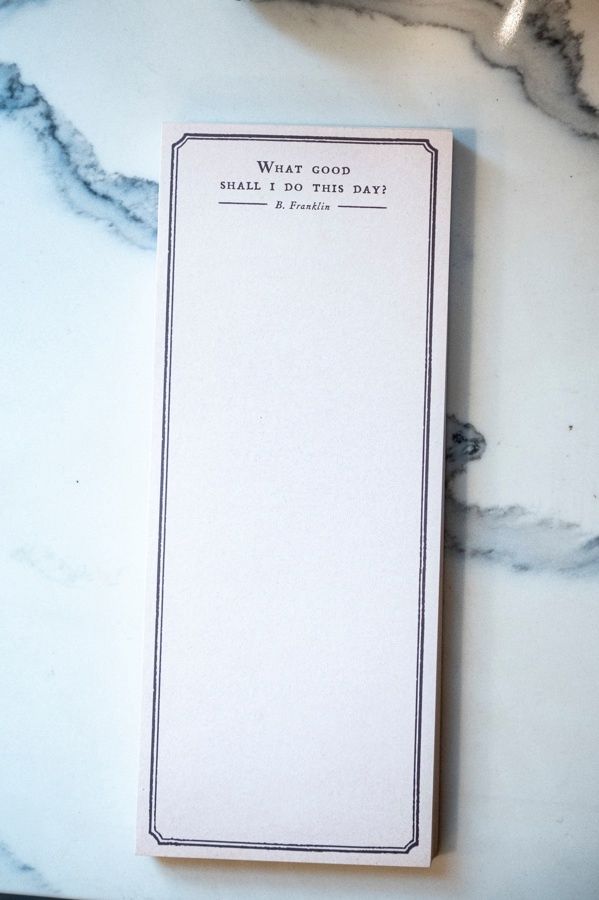 What good
shall I do this day?
B. Franklin